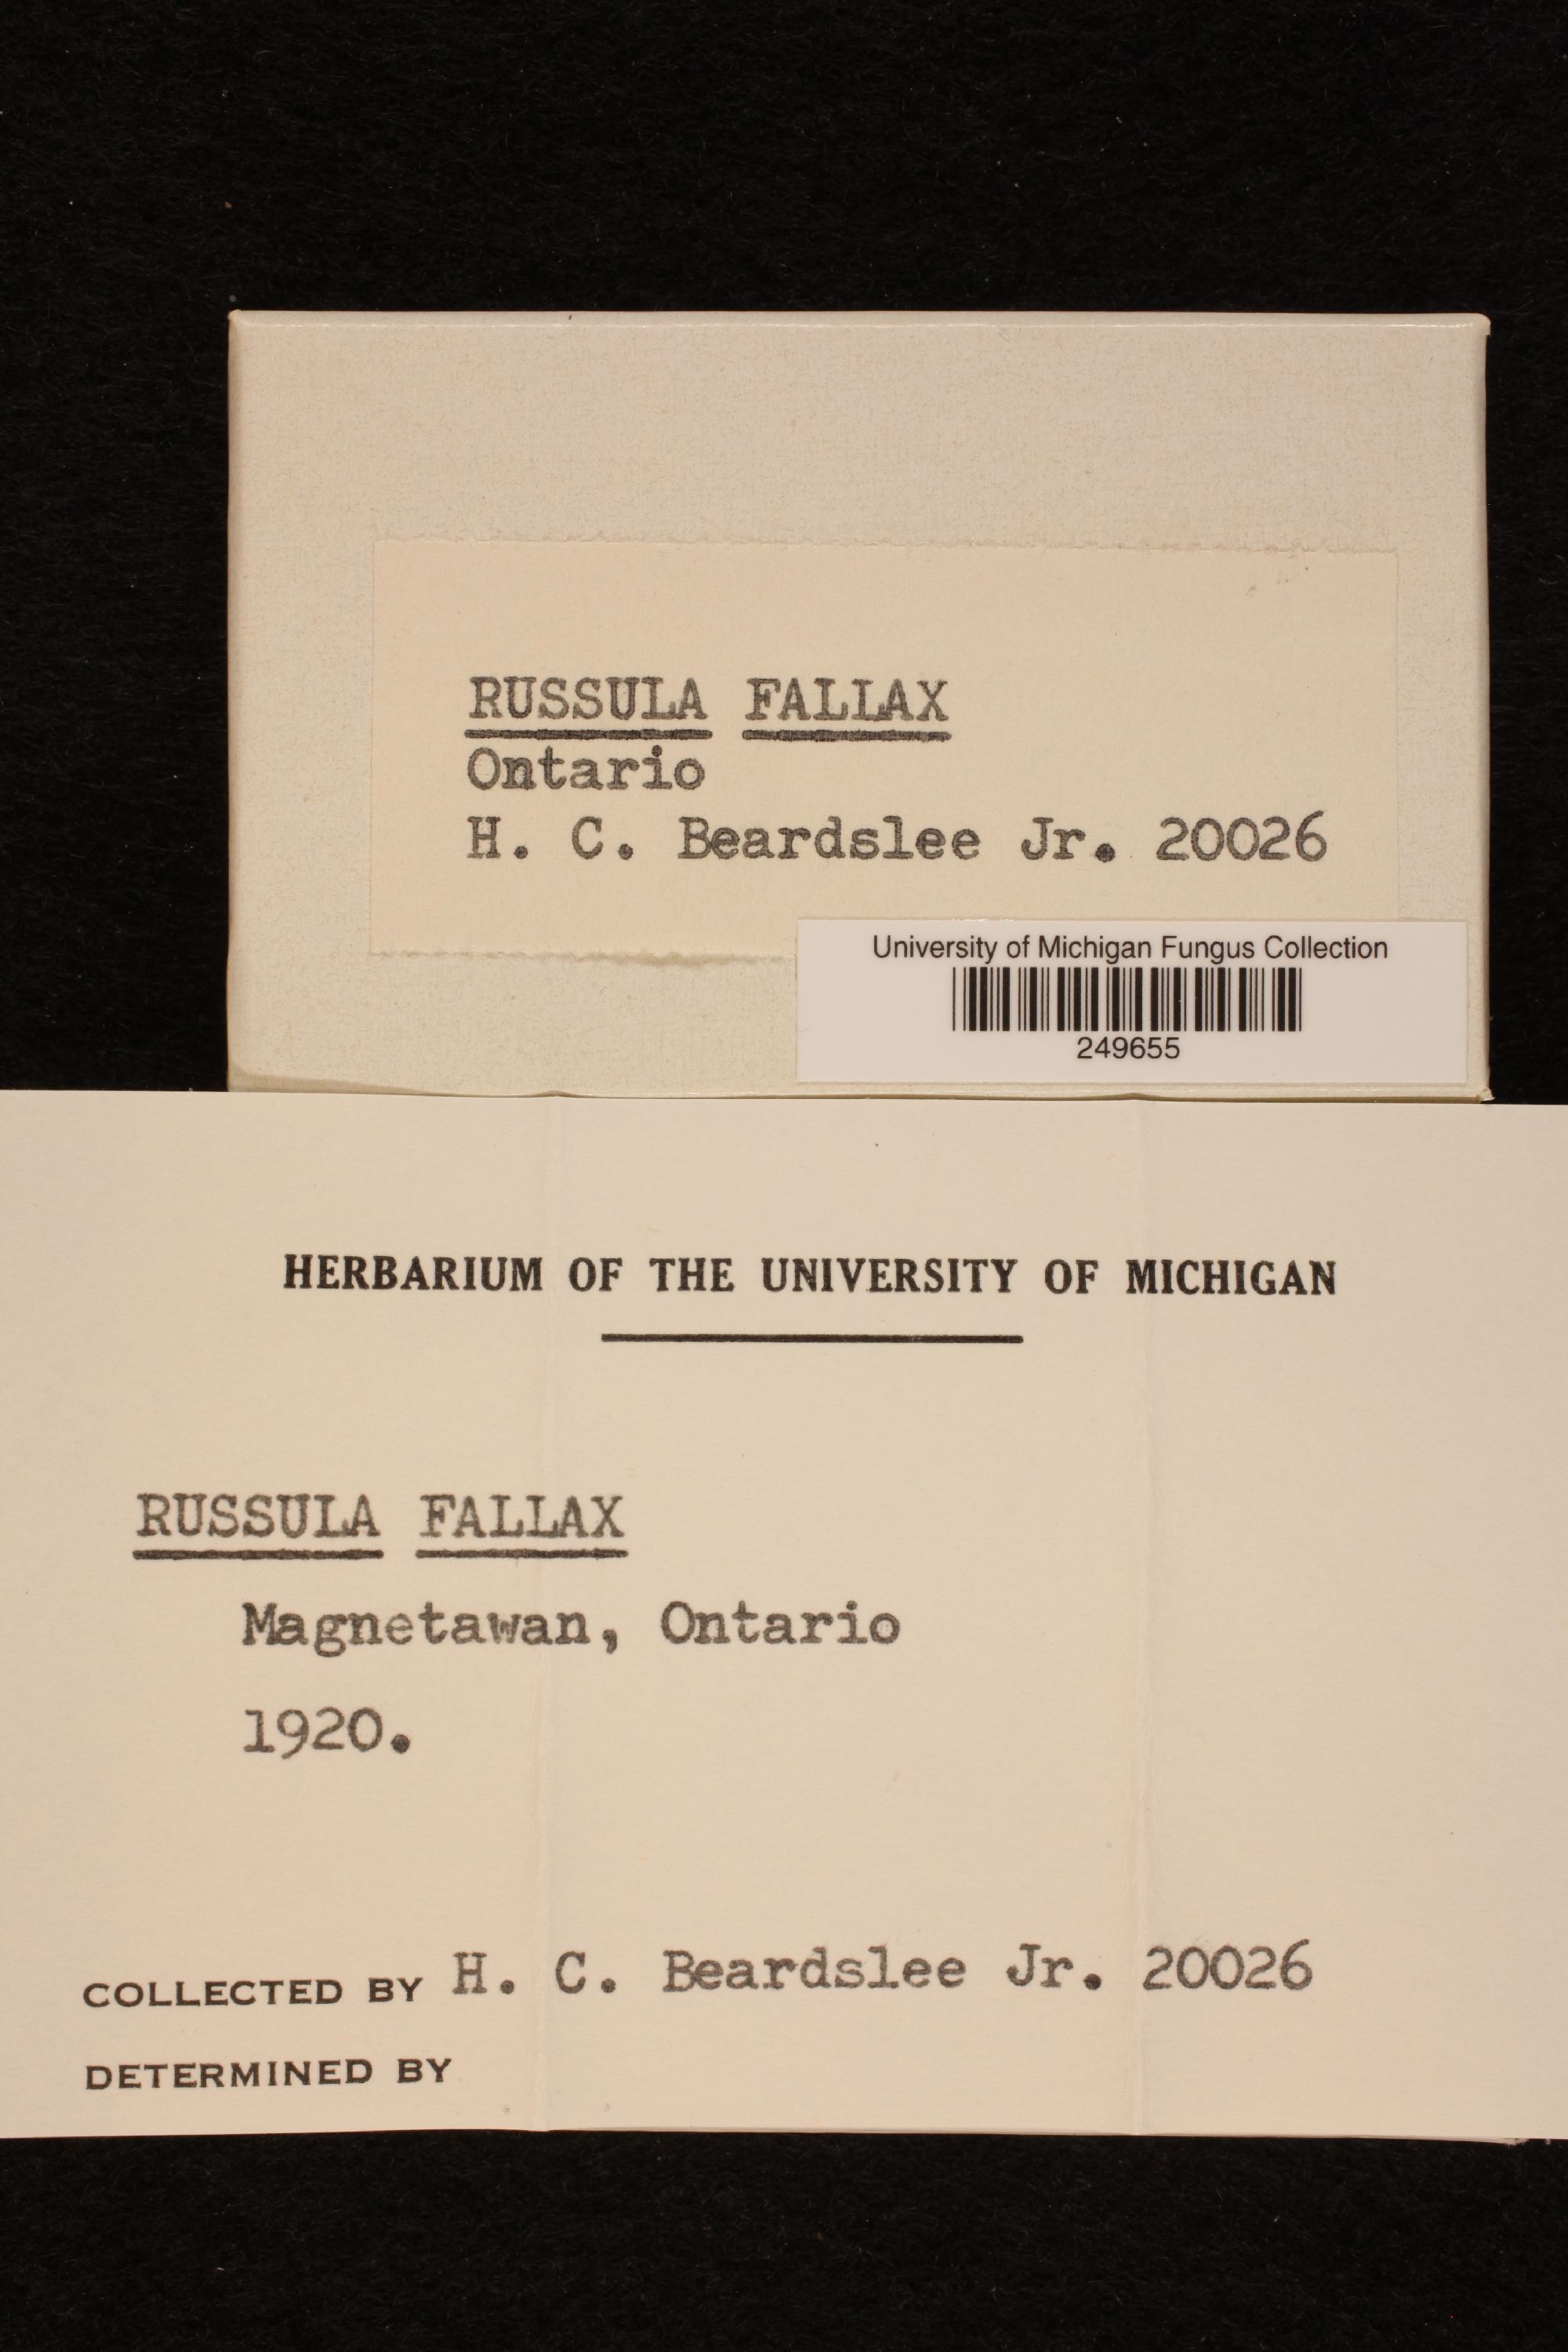 RUSSULA FALLAX
Ontario
H. C. Beardslee Jr. 20026
University of Michigan Fungus Collection
249655
HERBARIUM OF THE UNIVERSITY OF MICHIGAN
RUSSULA FALLAX
Magnetawan, Ontario
1920.
COLLECTED BY H. C. Beardslee Jr. 20026
DETERMINED BY